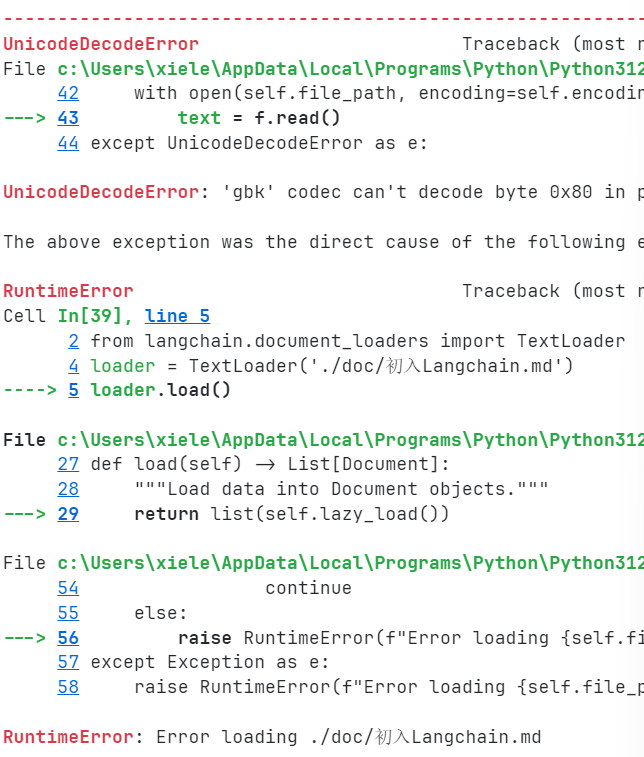 ---------------------------------------------------------------------------
UnicodeDecodeError Traceback (most r
File c:\Users\xiele\AppData\Local\Programs\Python\Python312
42 with open(self.file_path, encoding=self.encodin
---> 43 text = f.read()
44 except UnicodeDecodeError as e:
UnicodeDecodeError: 'gbk' codec can't decode byte 0x80 in p
The above exception was the direct cause of the following e
RuntimeError Traceback (most r
Cell In[39], line 5
2 from langchain.document_loaders import TextLoader
4 loader = TextLoader('./doc/初入Langchain.md')
----> 5 loader.load()
File c:\Users\xiele\AppData\Local\Programs\Python\Python312
27 def load(self) -> List[Document]:
28 """Load data into Document objects."""
---> 29 return list(self.lazy_load())
File c:\Users\xiele\AppData\Local\Programs\Python\Python312
54 continue
55 else:
---> 56 raise RuntimeError(f"Error loading {self.fi
57 except Exception as e:
58 raise RuntimeError(f"Error loading {self.file_p
RuntimeError: Error loading ./doc/初入Langchain.md